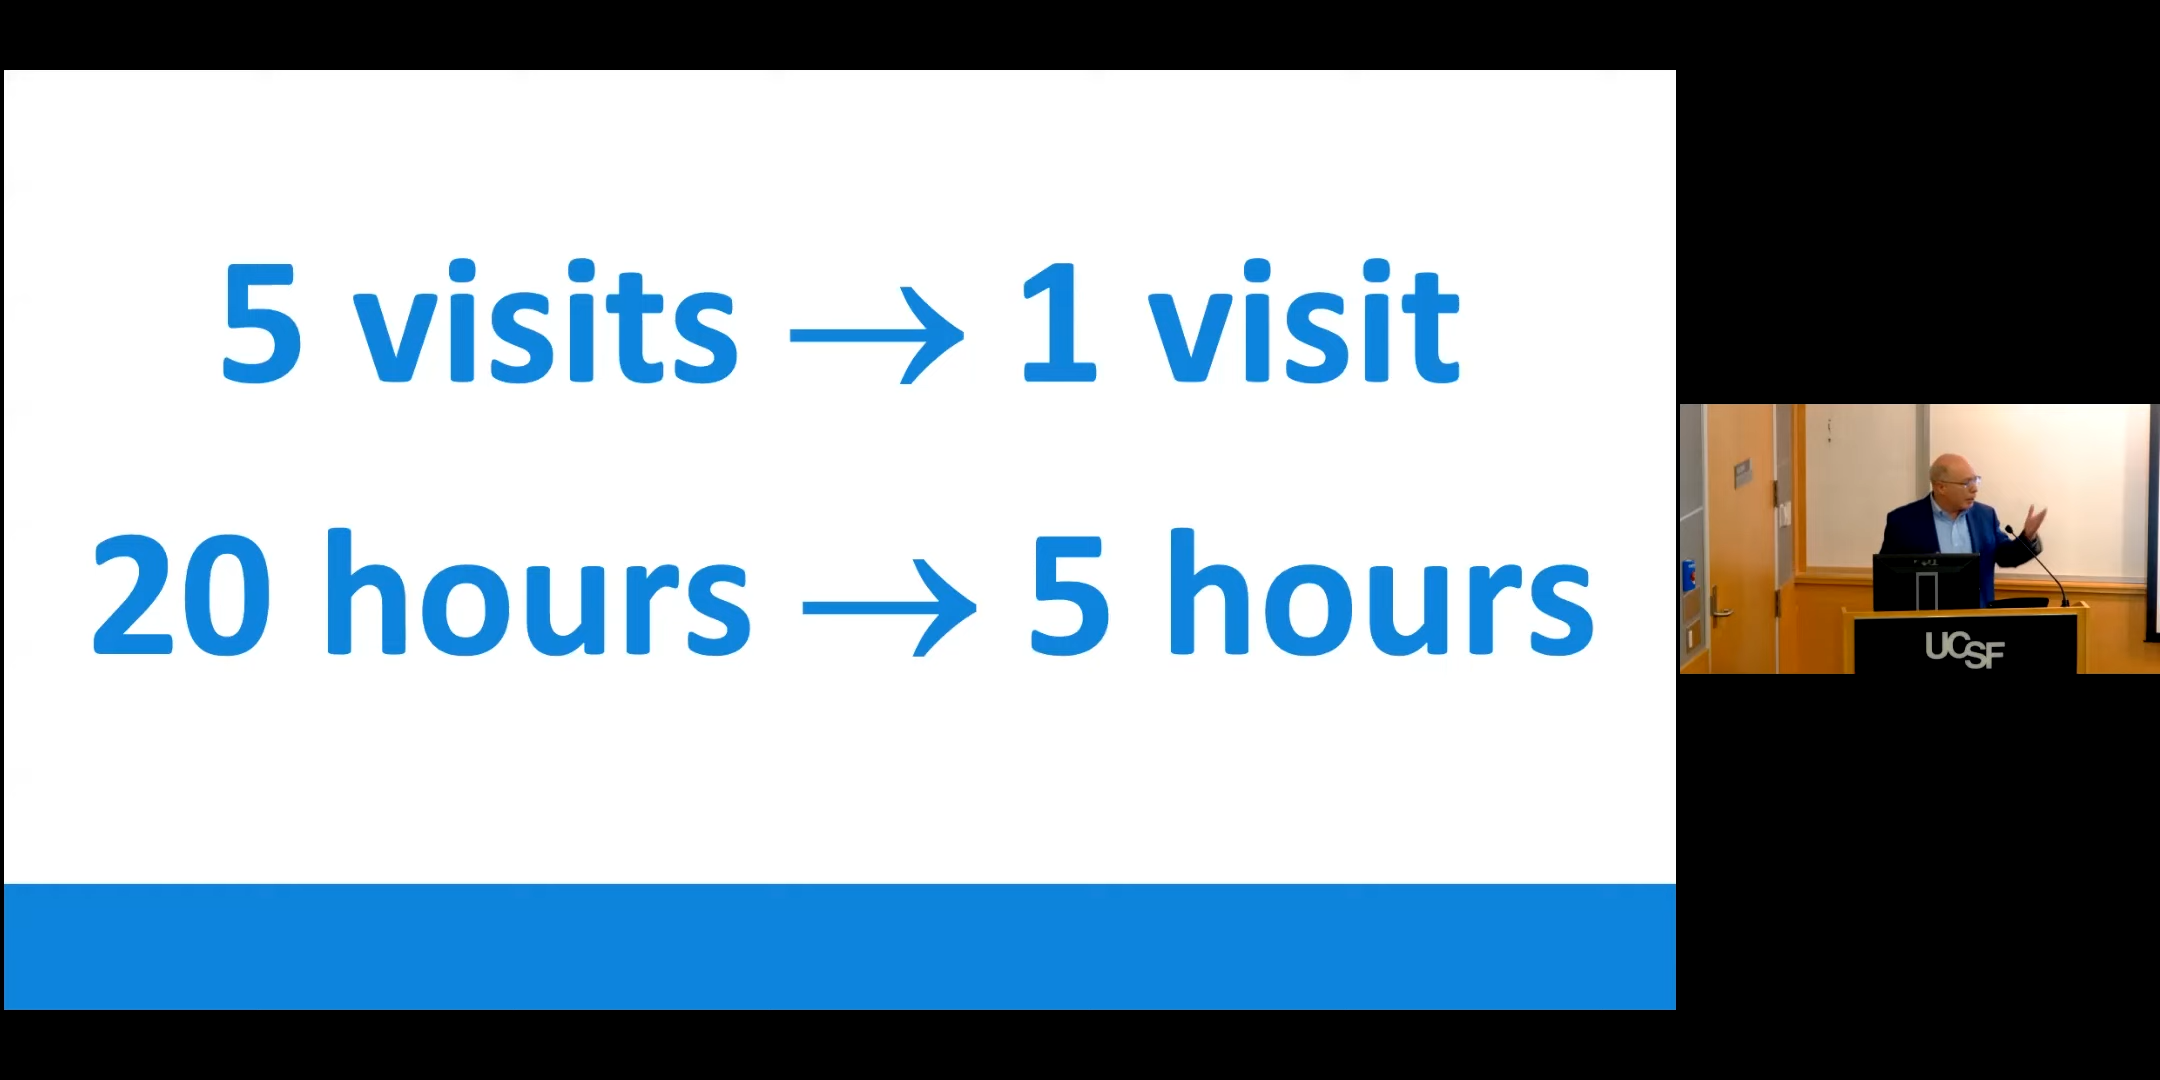 5 visits → 1 visit
20 hours → 5 hours
UCSF